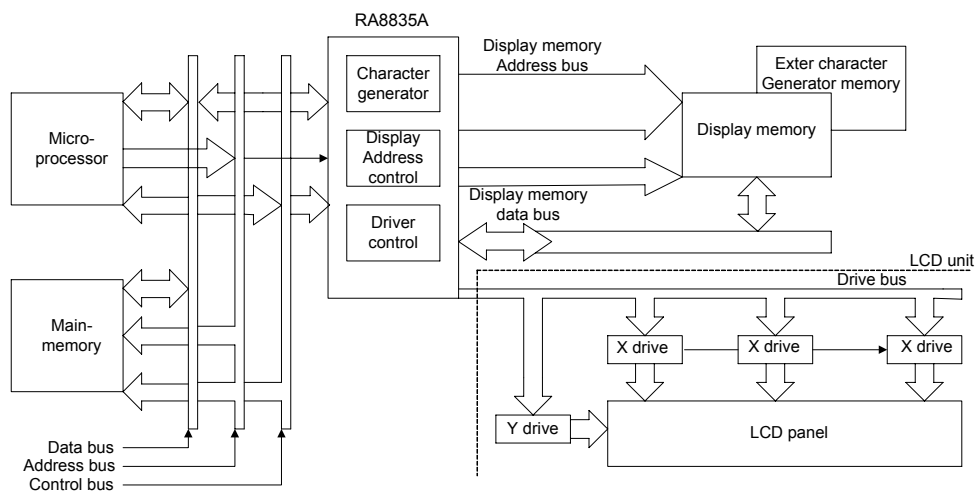 RA8835A
Display memory
Address bus
Exter character
Generator memory
Character
generator
Micro-
processor
Display memory
Display
Address
control
Display memory
data bus
Driver
control
LCD unit
Drive bus
Main-
memory
X drive
X drive
X drive
Y drive
LCD panel
Data bus
Address bus
Control bus